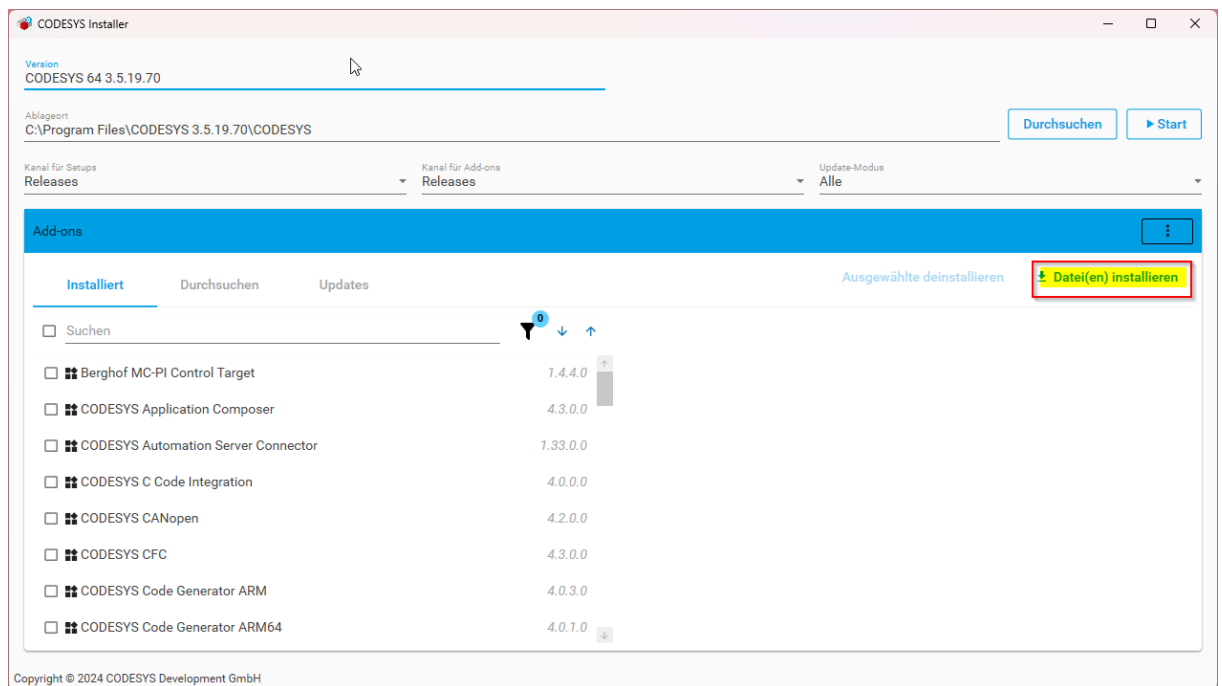 CODESYS Installer
Version
CODESYS 64 3.5.19.70
Ablageort
C:\Program Files\CODESYS 3.5.19.70\CODESYS
Durchsuchen
Start
Kanal für Setups
Releases
Kanal für Add-ons
Releases
Update-Modus
Alle
Add-ons
Installiert
Durchsuchen
Updates
Ausgewählte deinstallieren
Datei(en) installieren
Suchen
0
Berghof MC-PI Control Target 1.4.4.0
CODESYS Application Composer 4.3.0.0
CODESYS Automation Server Connector 1.33.0.0
CODESYS C Code Integration 4.0.0.0
CODESYS CANopen 4.2.0.0
CODESYS CFC 4.3.0.0
CODESYS Code Generator ARM 4.0.3.0
CODESYS Code Generator ARM64 4.0.1.0
Copyright © 2024 CODESYS Development GmbH